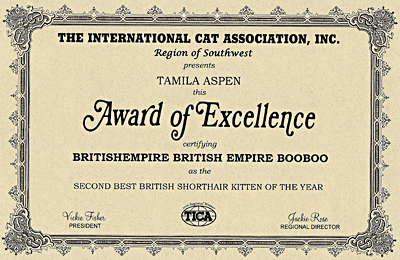 THE INTERNATIONAL CAT ASSOCIATION, INC.
Region of Southwest
presents
TAMILA ASPEN
this
Award of Excellence
certifying
BRITISHEMPIRE BRITISH EMPIRE BOOBOO
as the
SECOND BEST BRITISH SHORTHAIR KITTEN OF THE YEAR
Vickie Fisher
PRESIDENT
TICA
Jackie Rose
REGIONAL DIRECTOR